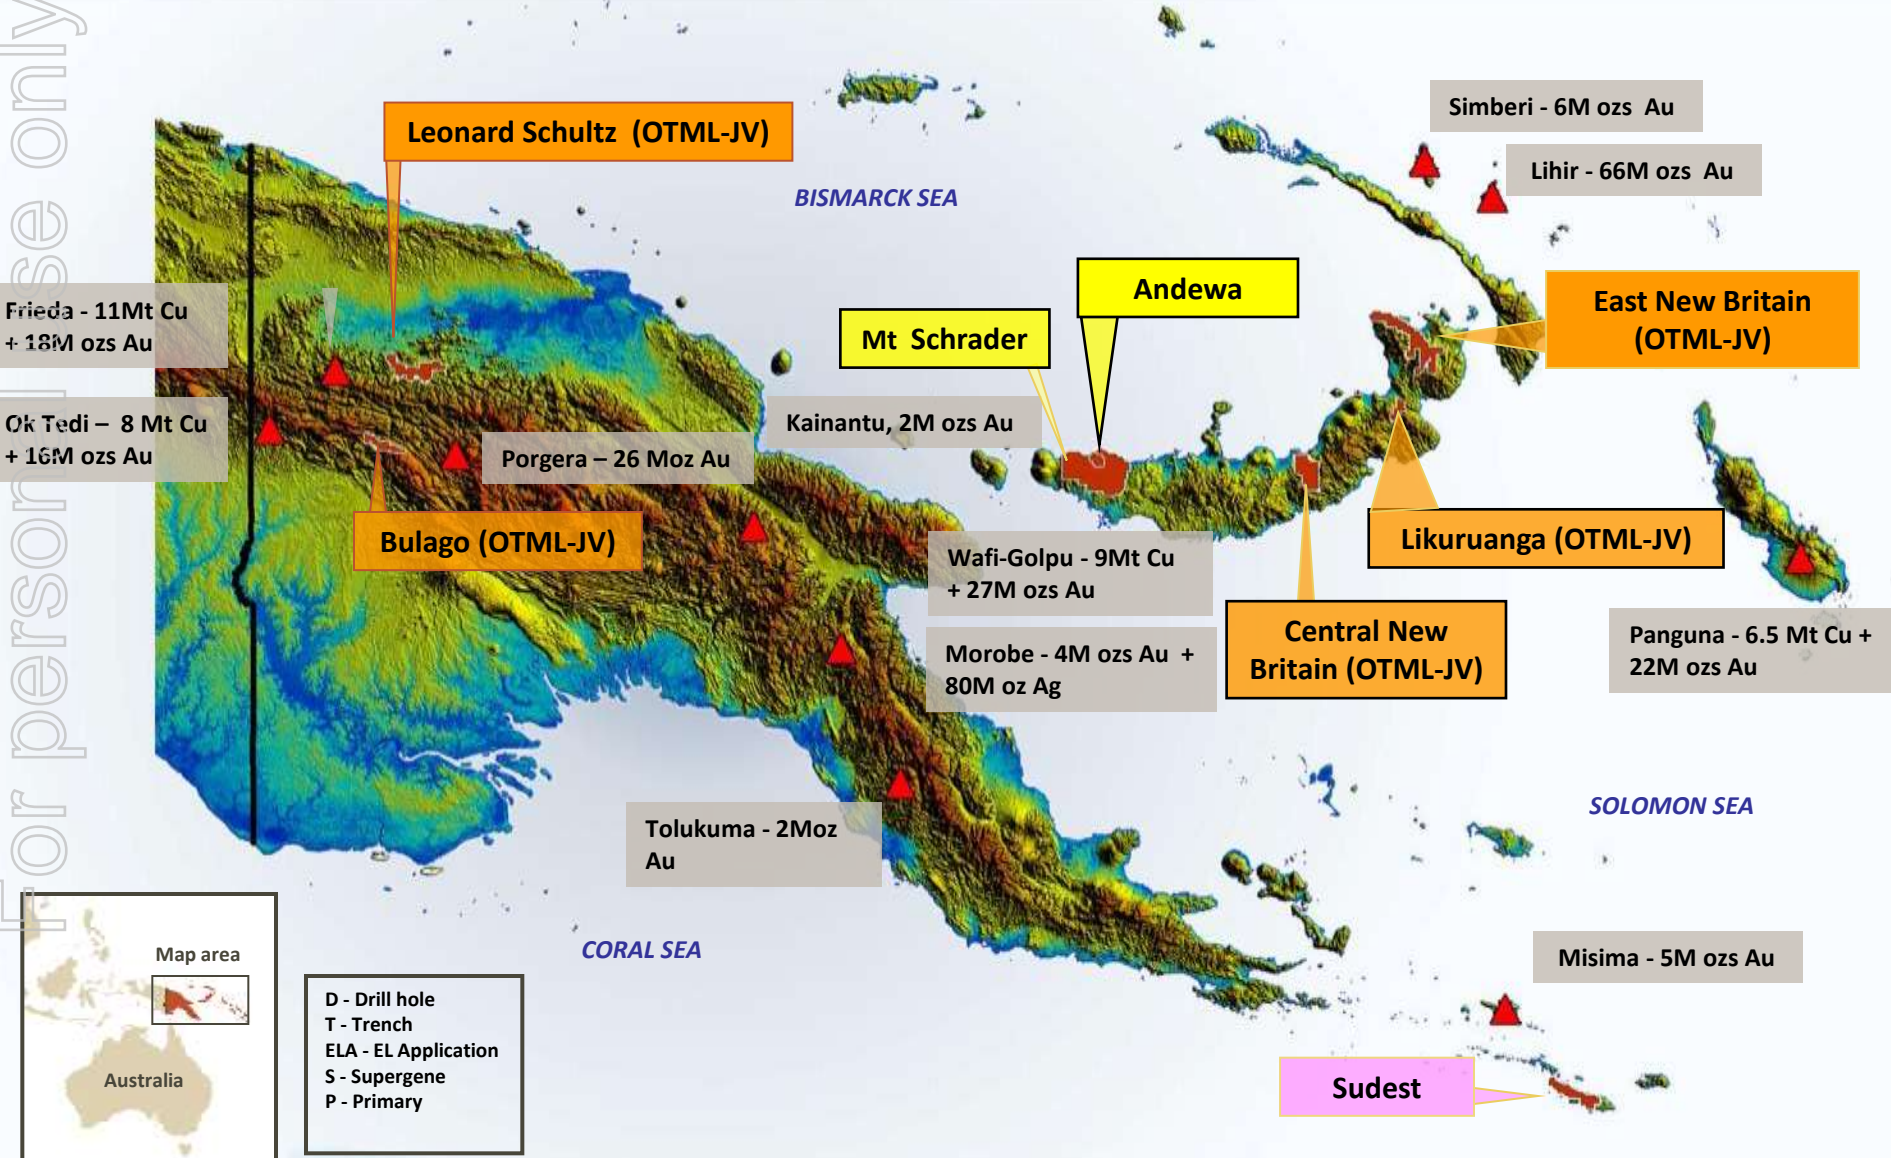 For personal use only
Leonard Schultz (OTML-JV)
Simberi - 6M ozs Au
Lihir - 66M ozs Au
BISMARCK SEA
Andewa
Mt Schrader
East New Britain
(OTML-JV)
Frieda - 11Mt Cu
+ 18M ozs Au
Ok Tedi – 8 Mt Cu
+ 16M ozs Au
Kainantu, 2M ozs Au
Porgera – 26 Moz Au
Bulago (OTML-JV)
Likuruanga (OTML-JV)
Wafi-Golpu - 9Mt Cu
+ 27M ozs Au
Central New
Britain (OTML-JV)
Morobe - 4M ozs Au +
80M oz Ag
Panguna - 6.5 Mt Cu +
22M ozs Au
Tolukuma - 2Moz
Au
SOLOMON SEA
CORAL SEA
Misima - 5M ozs Au
Sudest
Map area
Australia
D - Drill hole
T - Trench
ELA - EL Application
S - Supergene
P - Primary